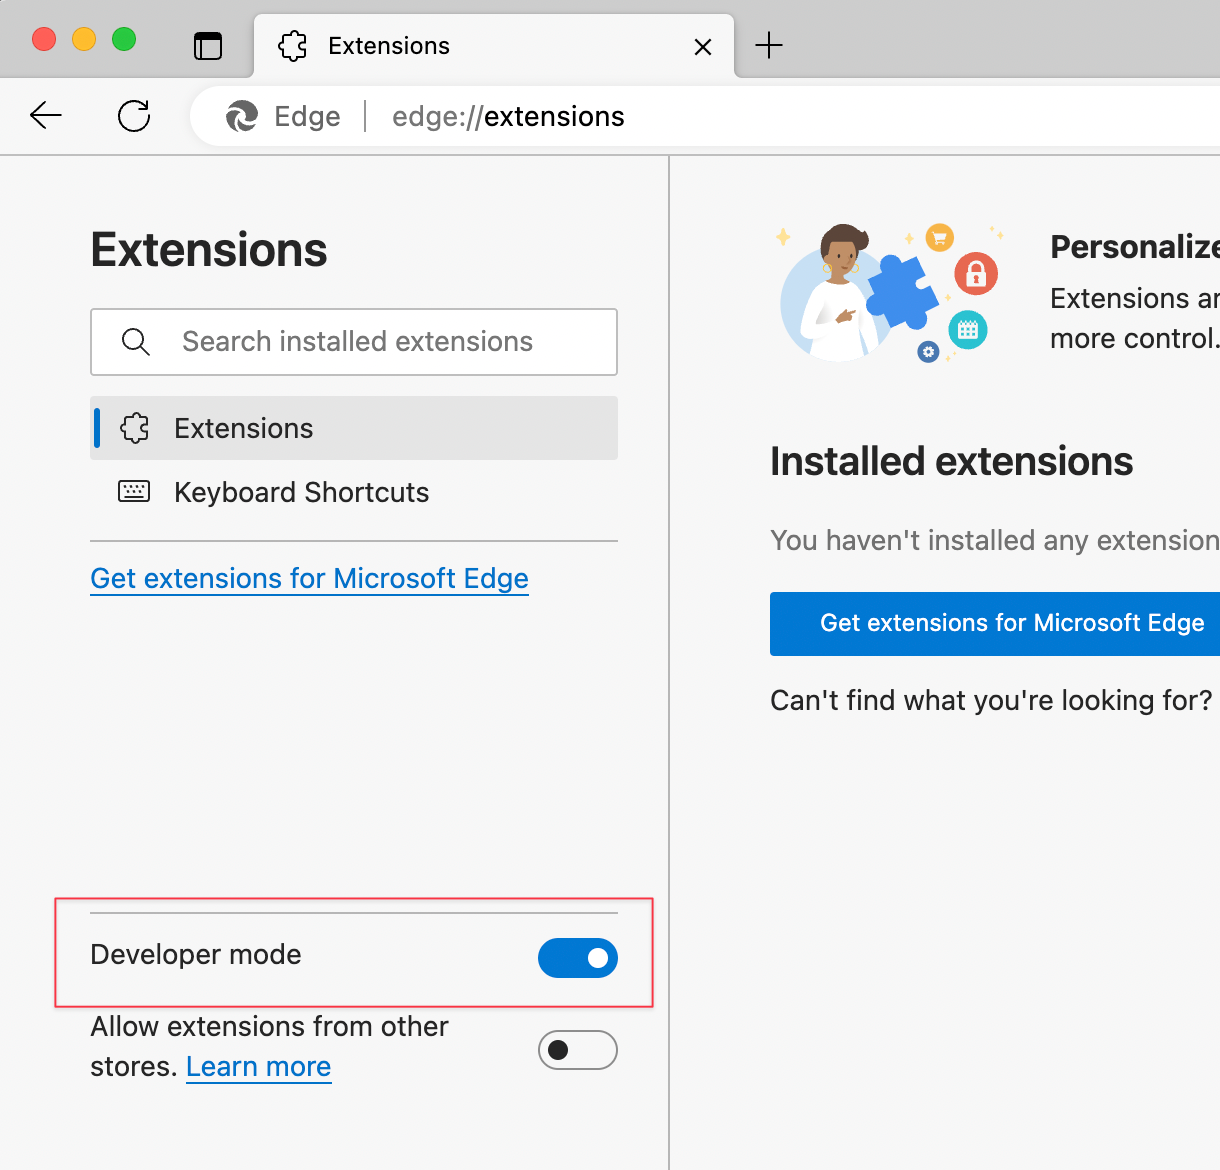 Extensions
Edge
edge://extensions
Extensions
Search installed extensions
Extensions
Keyboard Shortcuts
Get extensions for Microsoft Edge
Developer mode
Allow extensions from other
stores. Learn more
Personalize
Extensions ar
more control.
Installed extensions
You haven't installed any extension
Get extensions for Microsoft Edge
Can't find what you're looking for?